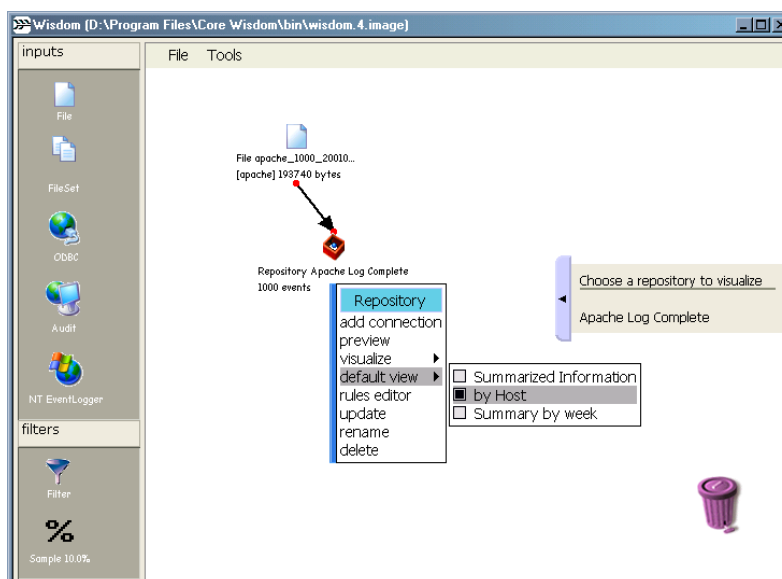 Wisdom (D:\Program Files\Core Wisdom\bin\wisdom.4.image)
inputs
File Tools
File
FileSet
ODBC
Audit
NT EventLogger
filters
Filter
%
Sample 10.0%
File apache_1000_20010...
[apache] 193740 bytes
Repository Apache Log Complete
1000 events
Repository
add connection
preview
visualize
default view
rules editor
update
rename
delete
Summarized Information
by Host
Summary by week
Choose a repository to visualize
Apache Log Complete